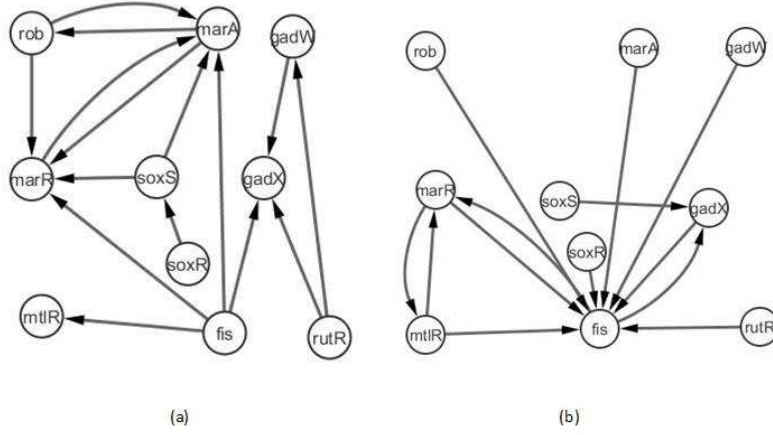 rob
marA
gadW
marR
soxS
gadX
soxR
mtlR
fis
rutR
(a)
rob
marA
gadW
marR
soxS
gadX
soxR
mtlR
fis
rutR
(b)